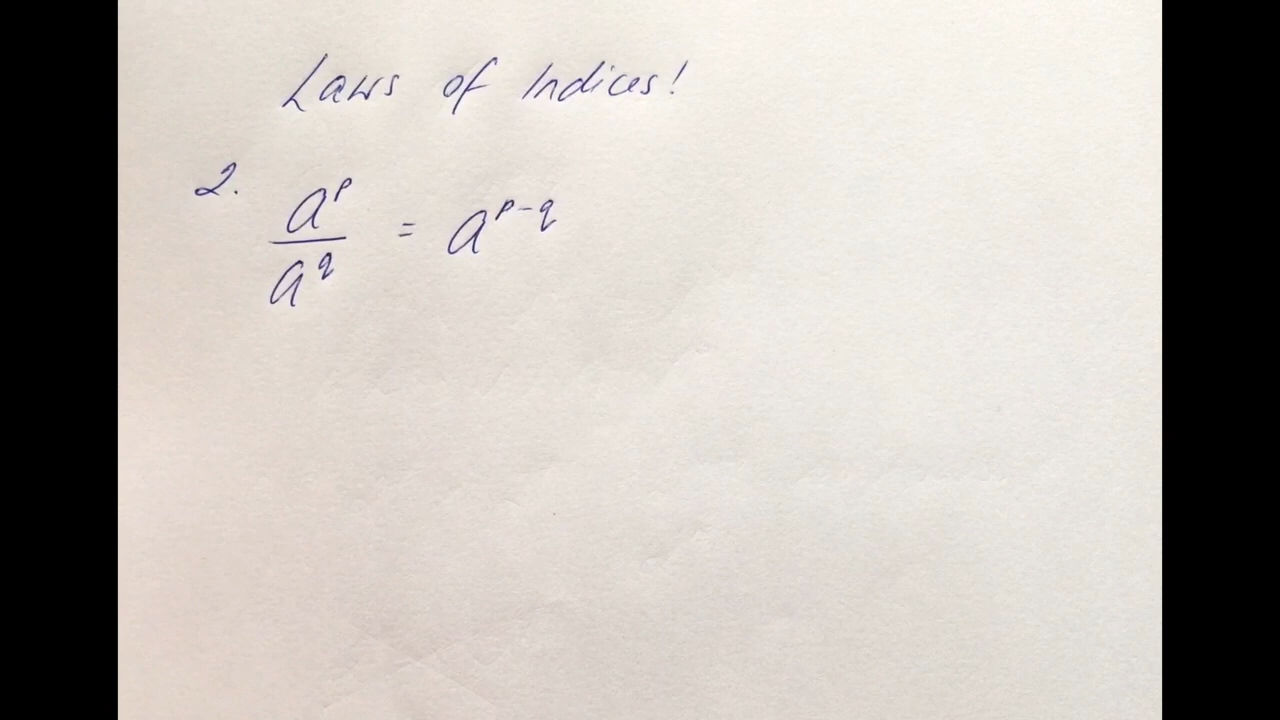 Laws of Indices!
2. a^p / a^q = a^{p-q}